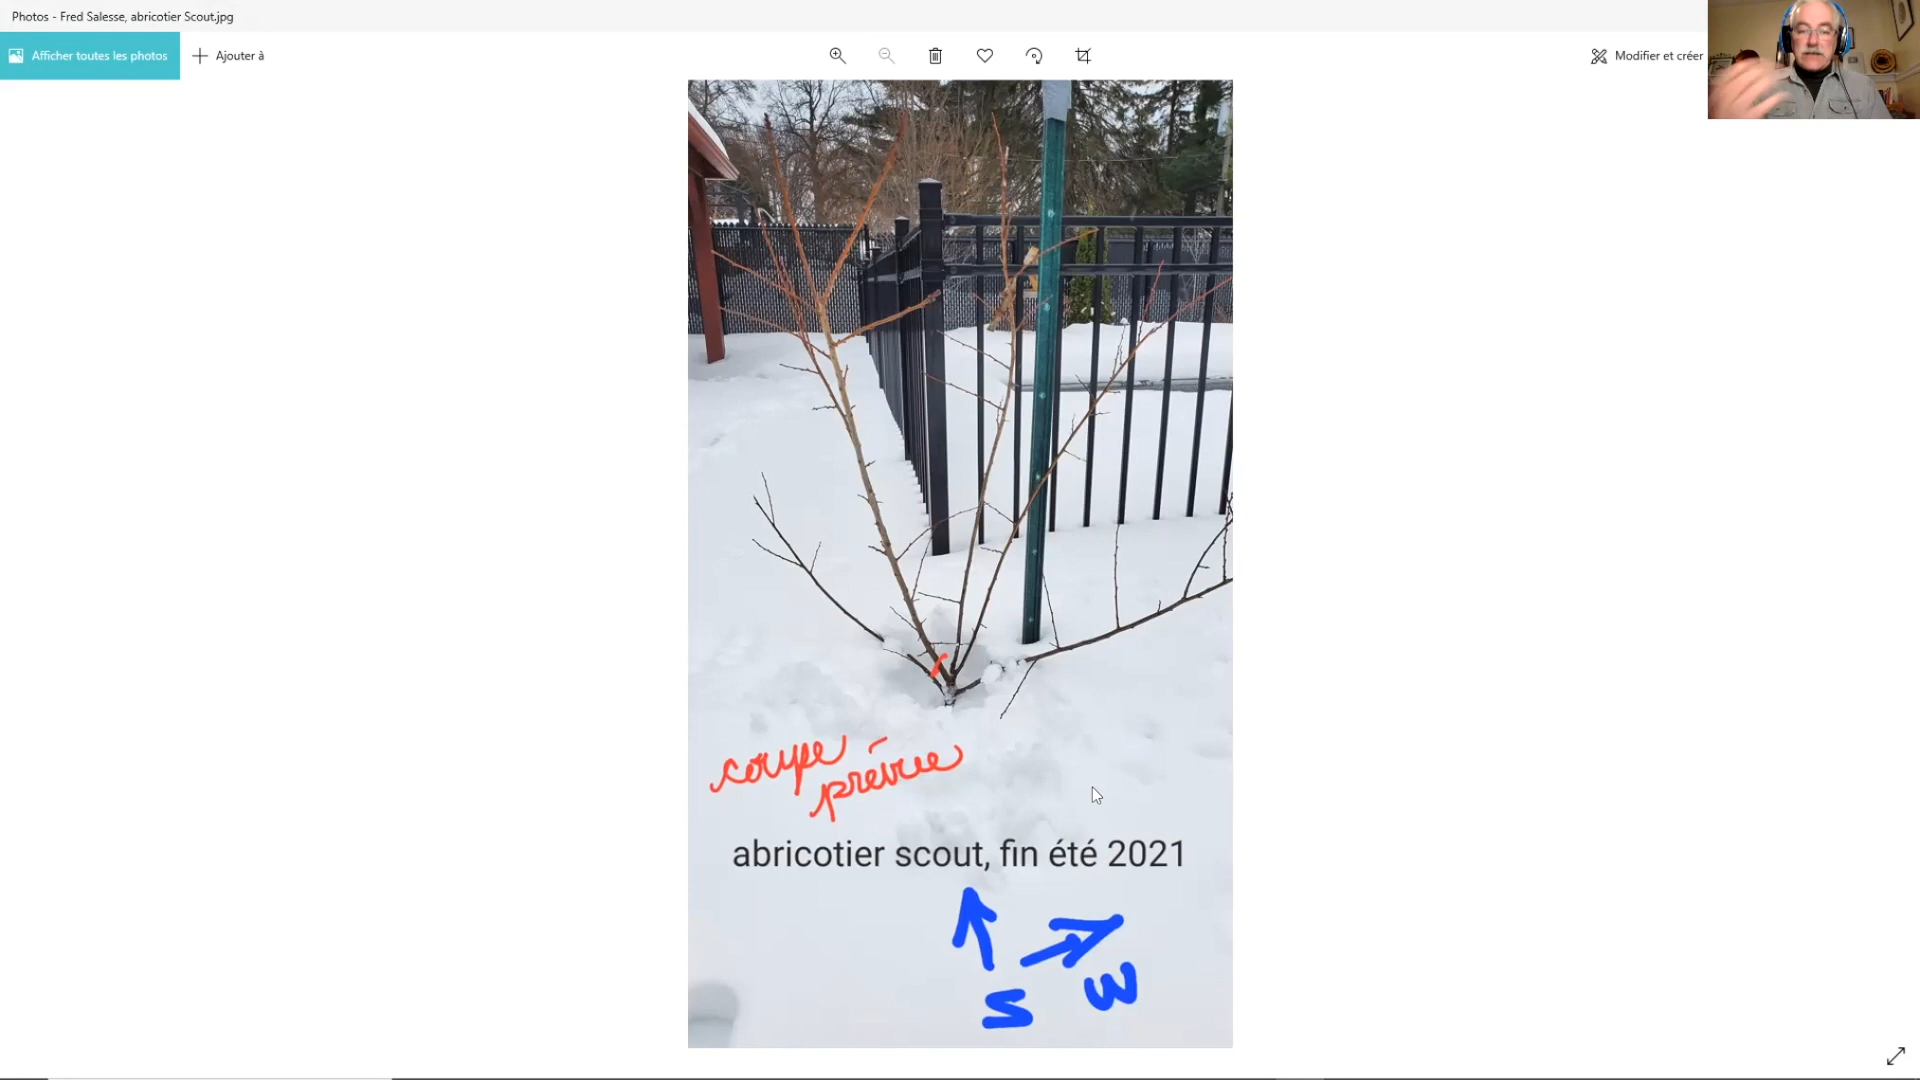 Photos - Fred Salesse, abricotier Scout.jpg
Afficher toutes les photos
Ajouter à
Modifier et créer
coupe
prévue
abricotier scout, fin été 2021
S
W